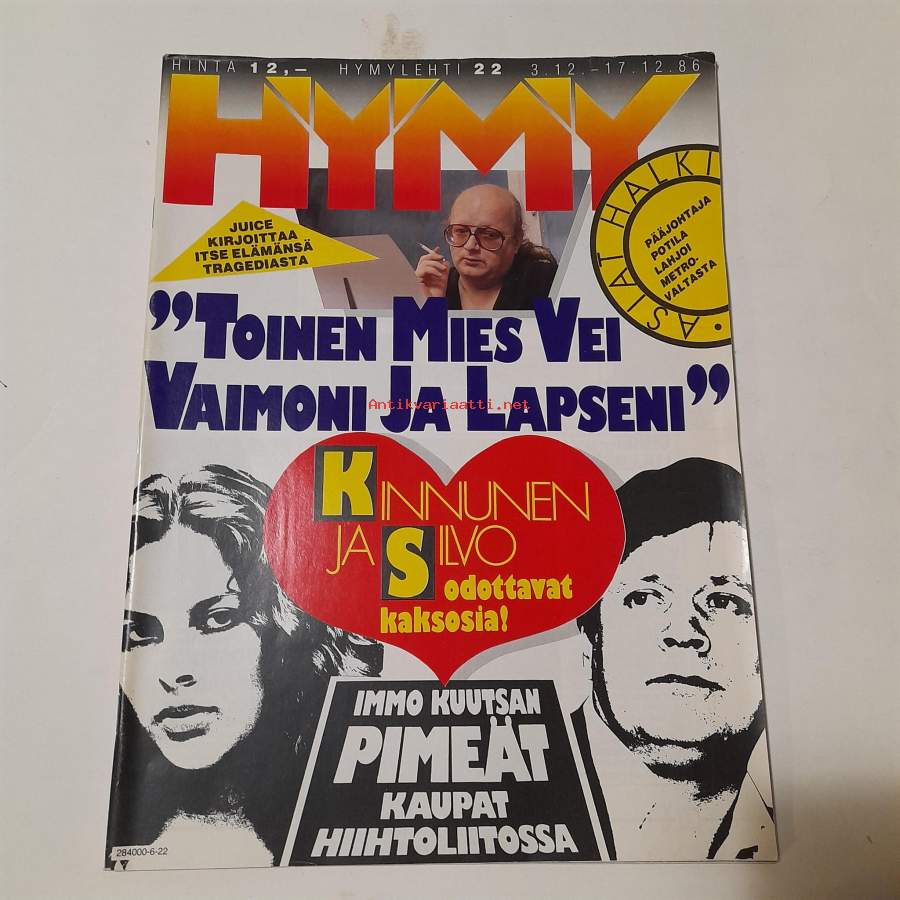 HINTA 12,– HYMYLEHTI 22 3.12.–17.12.86
HYMY
JUICE
KIRJOITTAA
ITSE ELÄMÄNSÄ
TRAGEDIASTA
ASIAT HALKI •
PÄÄJOHTAJA
POTILA
LAHJOI
METRO-
VALTASTA
”TOINEN MIES VEI
VAIMONI JA LAPSENI”
Antikvariaatti.net
KINNUNEN
JA SILVO
odottavat
kaksosia!
IMMO KUUTSAN
PIMEÄT
KAUPAT
HIIHTOLIITOSSA
284000-6-22